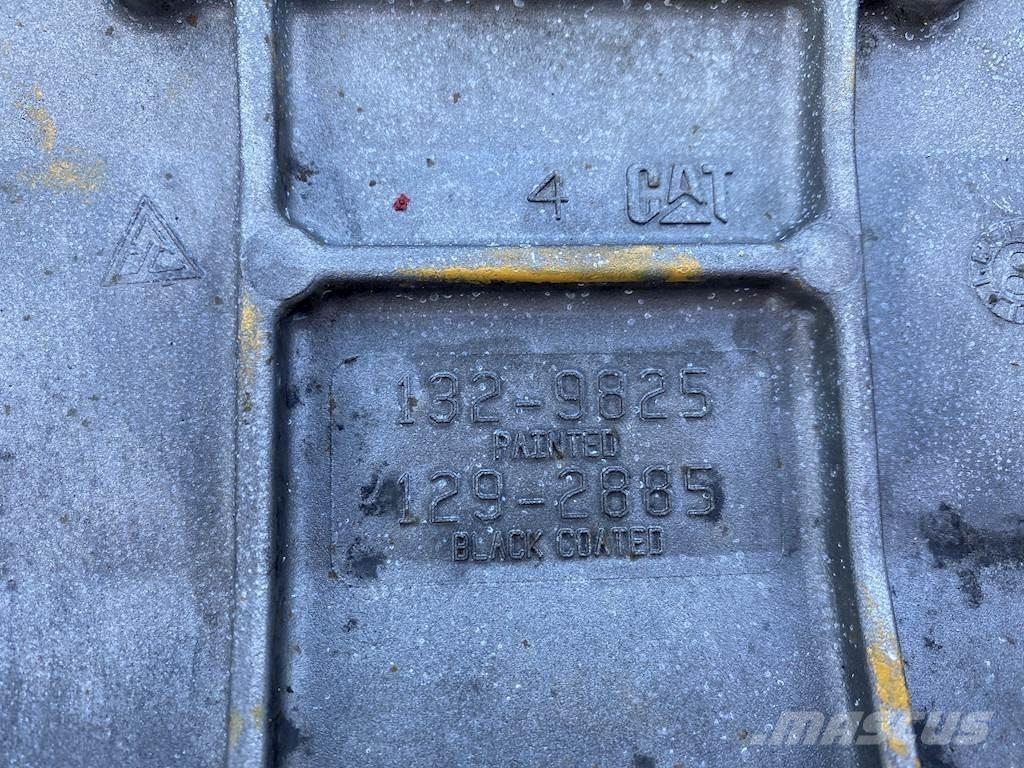 4 CAT
132-9825
PAINTED
129-2885
BLACK COATED
MASCUS